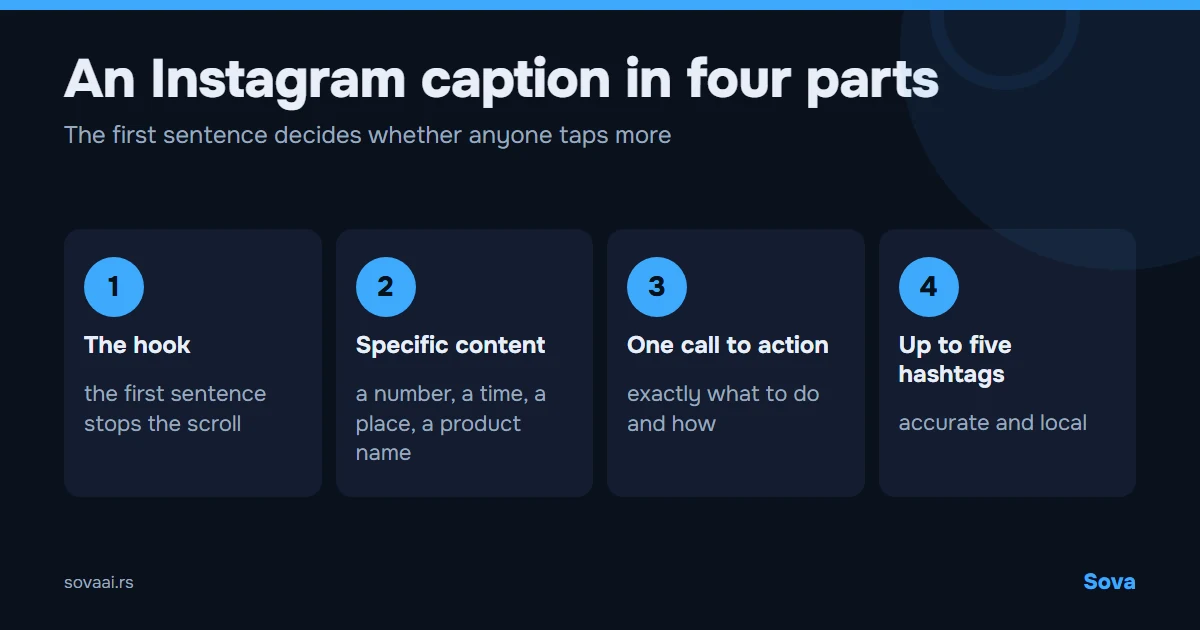 An Instagram caption in four parts
The first sentence decides whether anyone taps more
1
The hook
the first sentence
stops the scroll
2
Specific content
a number, a time, a
place, a product
name
3
One call to action
exactly what to do
and how
4
Up to five
hashtags
accurate and local
sovaai.rs
Sova